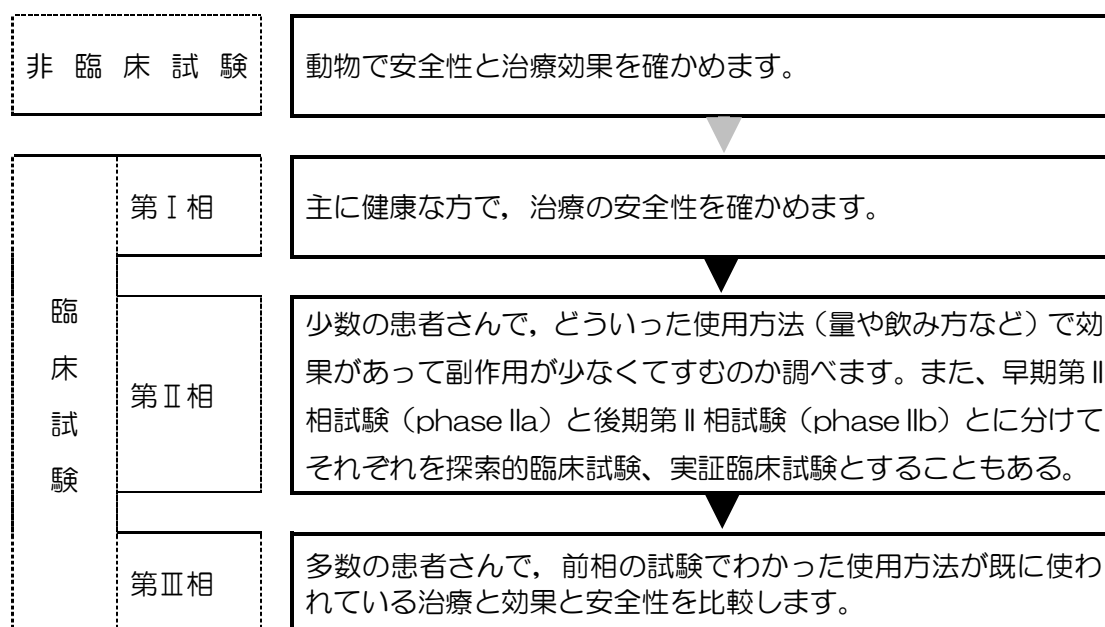 非臨床試験
動物で安全性と治療効果を確かめます。
臨床試験
第Ⅰ相
主に健康な方で，治療の安全性を確かめます。
第Ⅱ相
少数の患者さんで，どういった使用方法（量や飲み方など）で効
果があって副作用が少なくてすむのか調べます。また、早期第Ⅱ
相試験（phase IIa）と後期第Ⅱ相試験（phase IIb）とに分けて
それぞれを探索的臨床試験、実証臨床試験とすることもある。
第Ⅲ相
多数の患者さんで，前相の試験でわかった使用方法が既に使わ
れている治療と効果と安全性を比較します。